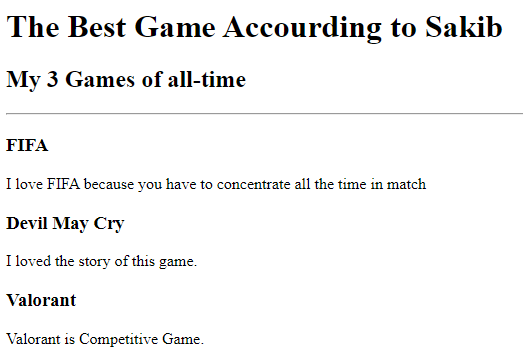 The Best Game Accourding to Sakib
My 3 Games of all-time
FIFA
I love FIFA because you have to concentrate all the time in match
Devil May Cry
I loved the story of this game.
Valorant
Valorant is Competitive Game.